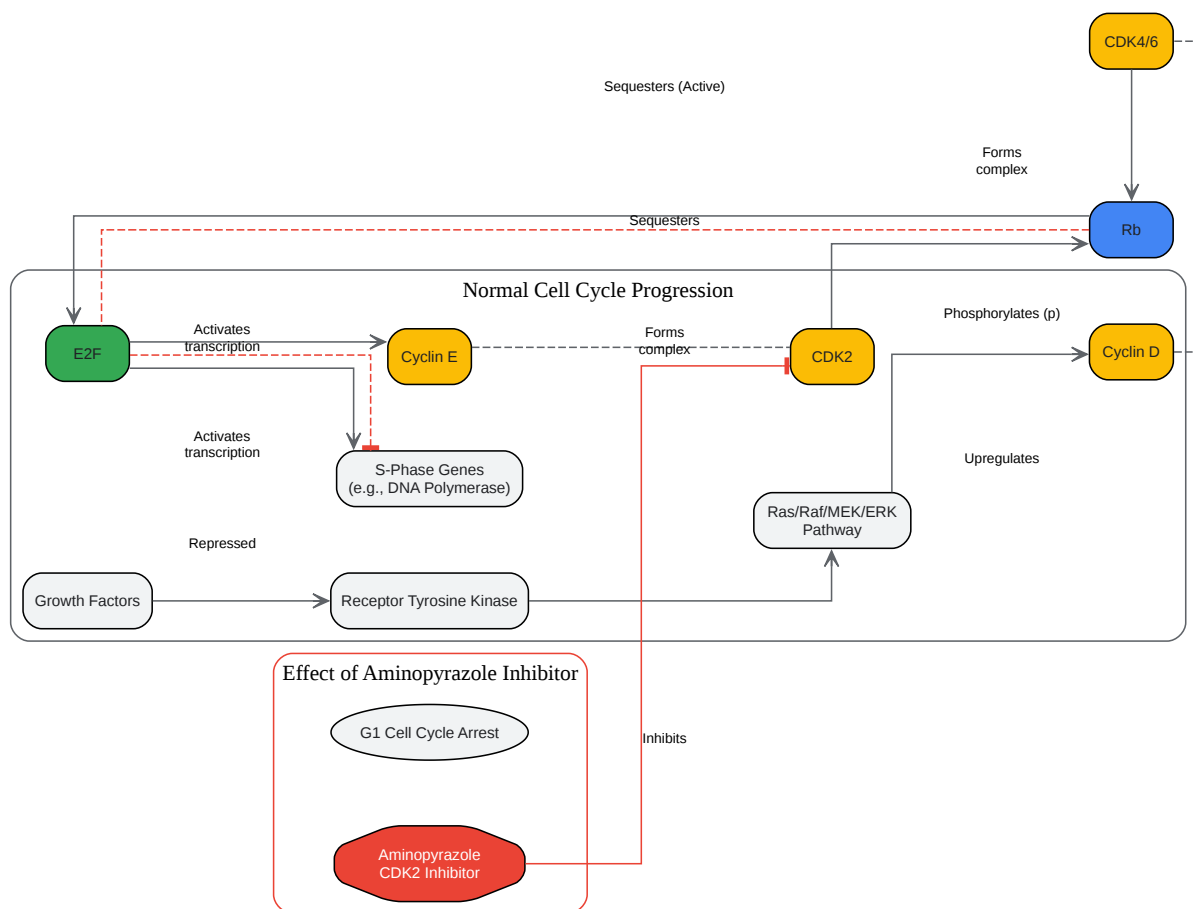 CDK4/6
Sequesters (Active)
Forms
complex
Sequesters
Rb
Normal Cell Cycle Progression
Phosphorylates (p)
Activates
transcription
Forms
complex
E2F
Cyclin E
CDK2
Cyclin D
Activates
transcription
Upregulates
S-Phase Genes
(e.g., DNA Polymerase)
Ras/Raf/MEK/ERK
Pathway
Repressed
Growth Factors
Receptor Tyrosine Kinase
Effect of Aminopyrazole Inhibitor
G1 Cell Cycle Arrest
Inhibits
Aminopyrazole
CDK2 Inhibitor